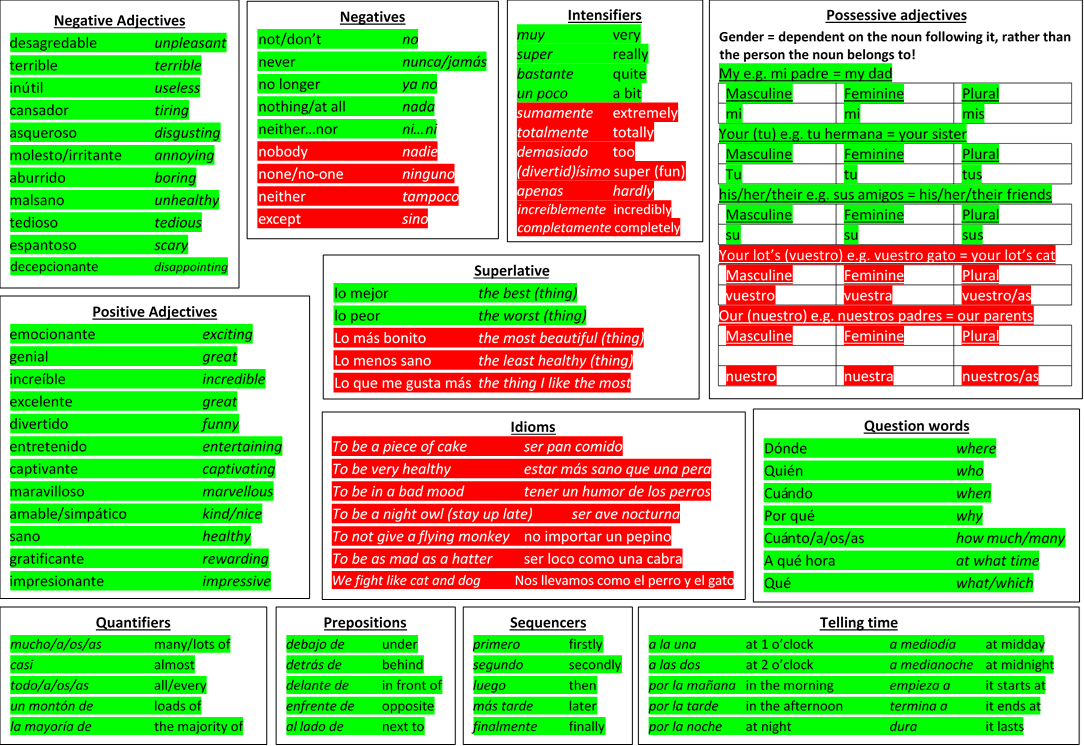 Negative Adjectives
desagredable unpleasant
terrible terrible
inútil useless
cansador tiring
asqueroso disgusting
molesto/irritante annoying
aburrido boring
malsano unhealthy
tedioso tedious
espantoso scary
decepcionante disappointing
Negatives
not/don't no
never nunca/jamás
no longer ya no
nothing/at all nada
neither...nor ni...ni
nobody nadie
none/no-one ninguno
neither tampoco
except sino
Intensifiers
muy very
super really
bastante quite
un poco a bit
sumamente extremely
totalmente totally
demasiado too
(divertid)ísimo super (fun)
apenas hardly
increíblemente incredibly
completamente completely
Possessive adjectives
Gender = dependent on the noun following it, rather than
the person the noun belongs to!
My e.g. mi padre = my dad
Masculine Feminine Plural
mi mi mis
Your (tu) e.g. tu hermana = your sister
Masculine Feminine Plural
Tu tu tus
his/her/their e.g. sus amigos = his/her/their friends
Masculine Feminine Plural
su su sus
Your lot's (vuestro) e.g. vuestro gato = your lot's cat
Masculine Feminine Plural
vuestro vuestra vuestro/as
Our (nuestro) e.g. nuestros padres = our parents
Masculine Feminine Plural
nuestro nuestra nuestros/as
Superlative
lo mejor the best (thing)
lo peor the worst (thing)
Lo más bonito the most beautiful (thing)
Lo menos sano the least healthy (thing)
Lo que me gusta más the thing I like the most
Positive Adjectives
emocionante exciting
genial great
increíble incredible
excelente great
divertido funny
entretenido entertaining
captivante captivating
maravilloso marvellous
amable/simpático kind/nice
sano healthy
gratificante rewarding
impresionante impressive
Idioms
To be a piece of cake ser pan comido
To be very healthy estar más sano que una pera
To be in a bad mood tener un humor de los perros
To be a night owl (stay up late) ser ave nocturna
To not give a flying monkey no importar un pepino
To be as mad as a hatter ser loco como una cabra
We fight like cat and dog Nos llevamos como el perro y el gato
Question words
Dónde where
Quién who
Cuándo when
Por qué why
Cuánto/a/os/as how much/many
A qué hora at what time
Qué what/which
Quantifiers
mucho/a/os/as many/lots of
casi almost
todo/a/os/as all/every
un montón de loads of
la mayoría de the majority of
Prepositions
debajo de under
detrás de behind
delante de in front of
enfrente de opposite
al lado de next to
Sequencers
primero firstly
segundo secondly
luego then
más tarde later
finalmente finally
Telling time
a la una at 1 o'clock a mediodía at midday
a las dos at 2 o'clock a medianoche at midnight
por la mañana in the morning empieza a it starts at
por la tarde in the afternoon termina a it ends at
por la noche at night dura it lasts